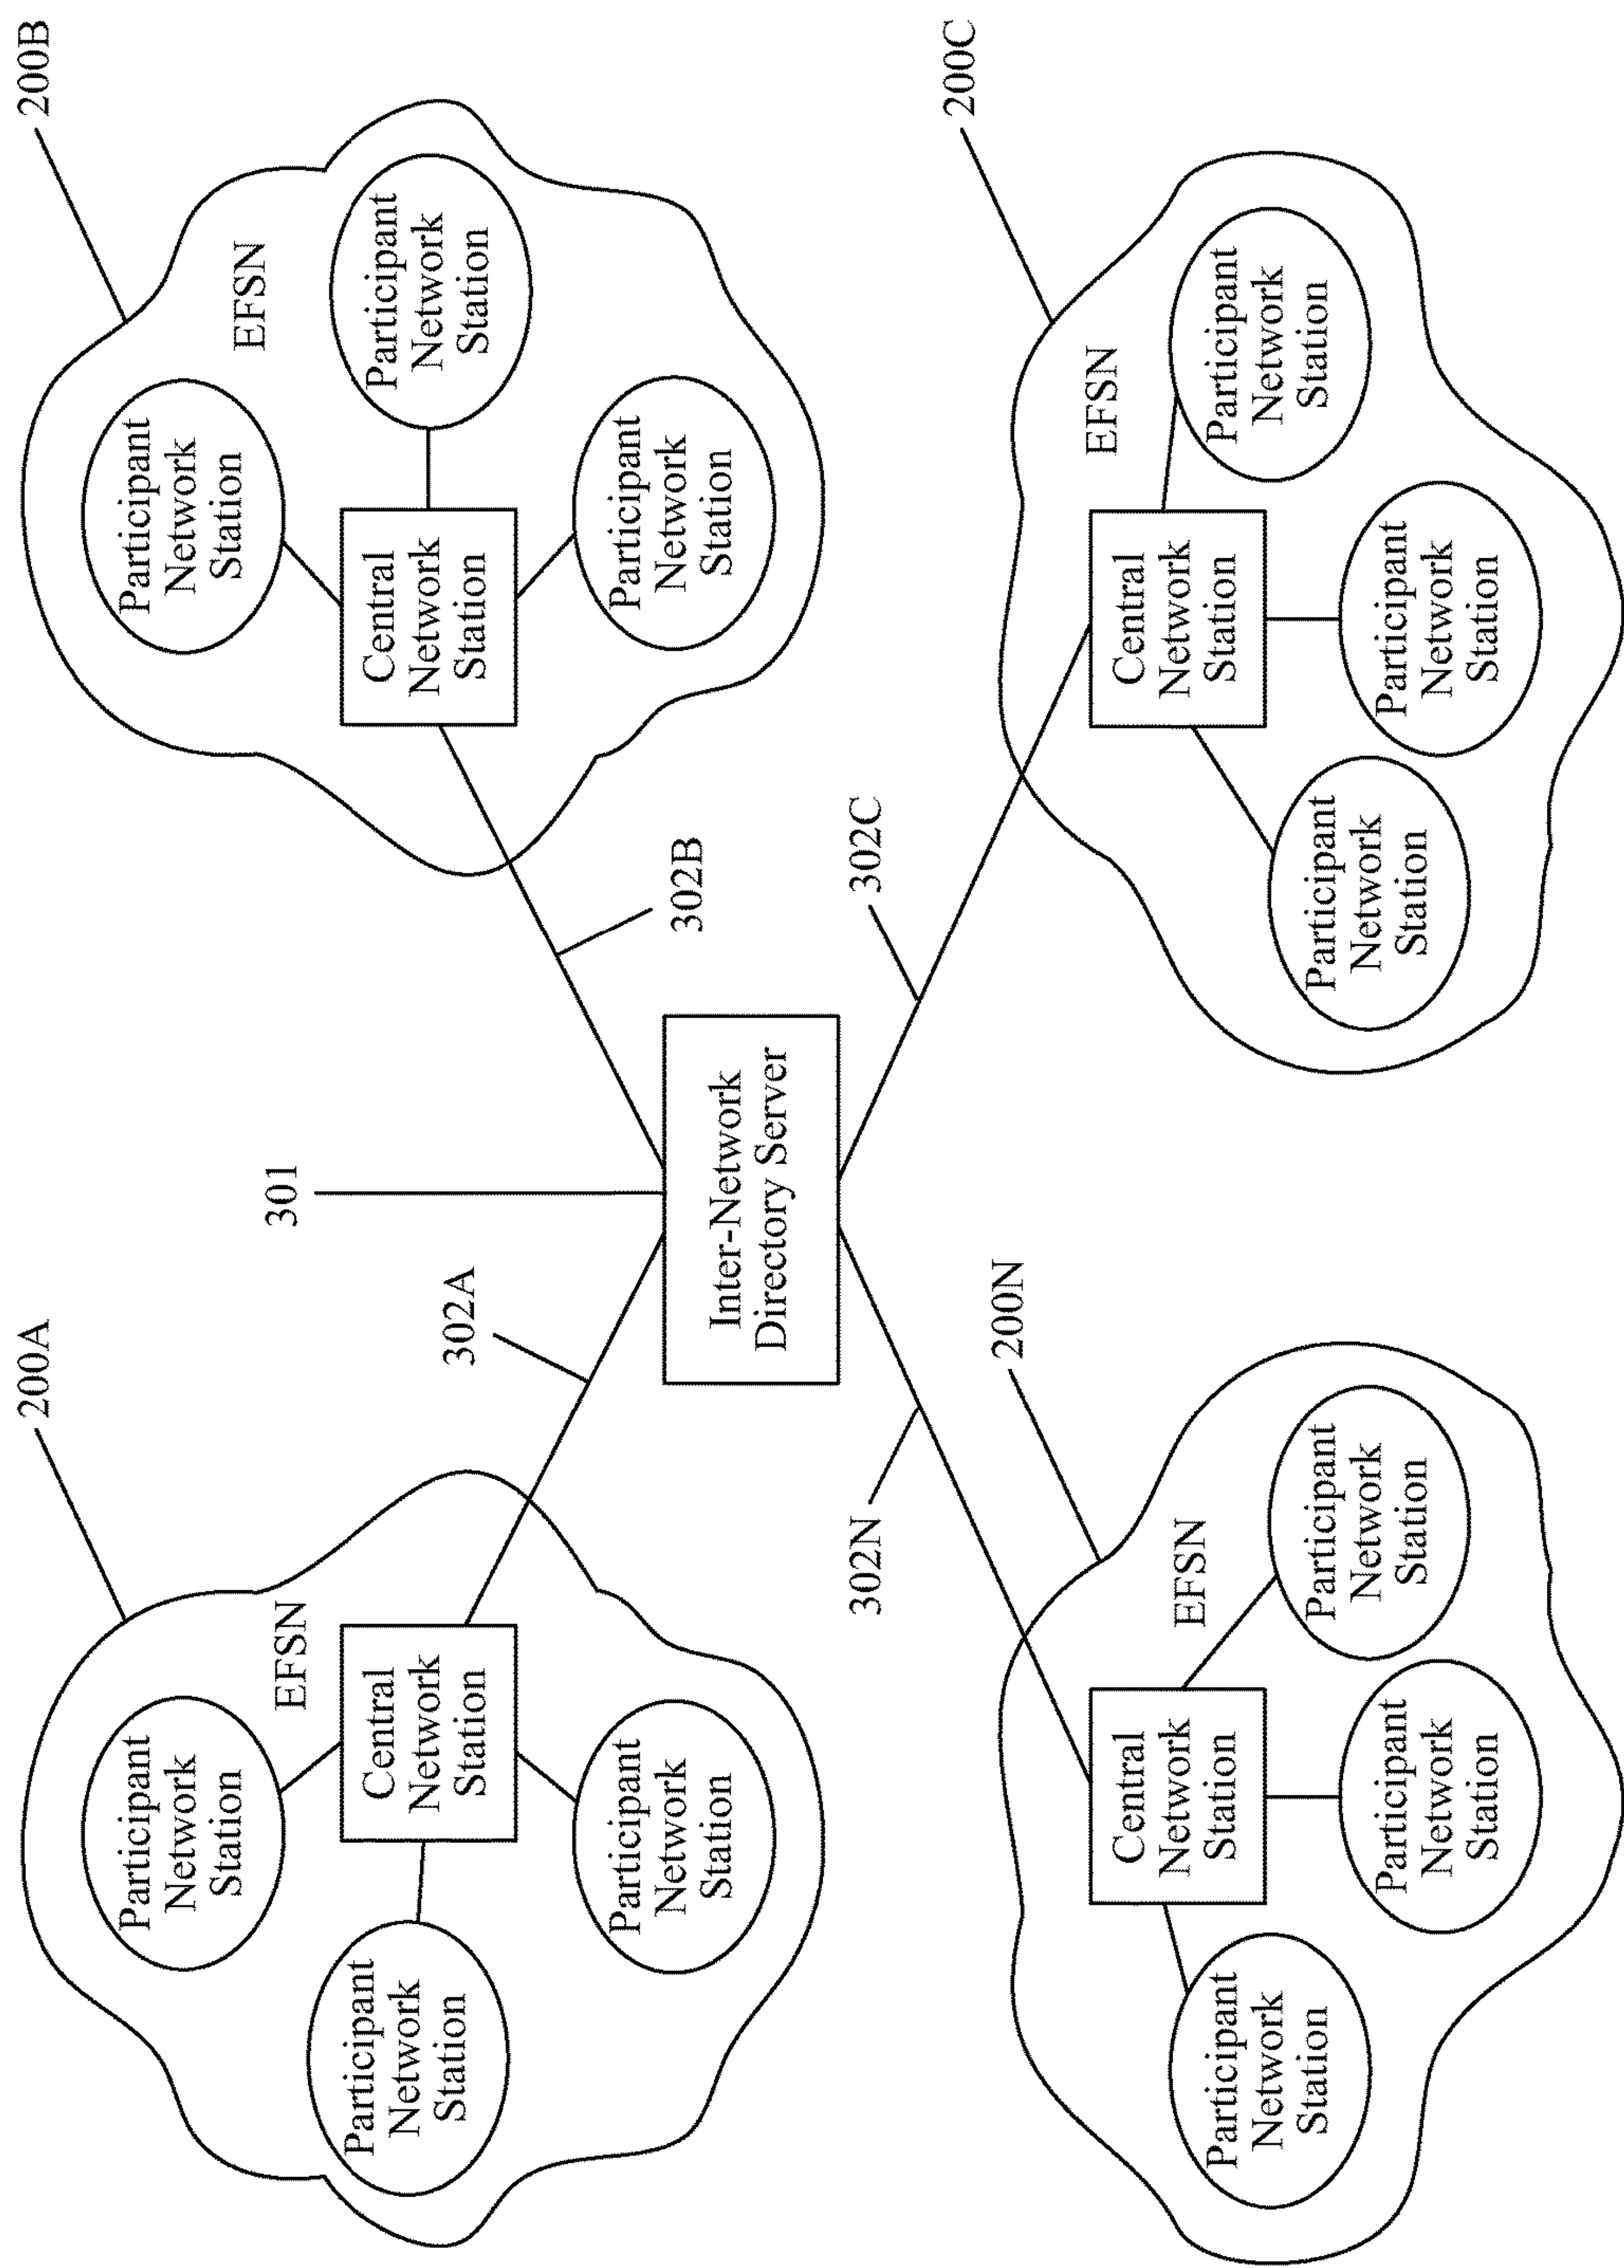 200A
EFSN
Participant
Network
Station
Participant
Network
Station
Central
Network
Station
Participant
Network
Station
302A
301
200B
EFSN
Participant
Network
Station
Participant
Network
Station
Central
Network
Station
Participant
Network
Station
302B
Inter-Network
Directory Server
302N
200N
EFSN
Central
Network
Station
Participant
Network
Station
Participant
Network
Station
Participant
Network
Station
302C
200C
EFSN
Central
Network
Station
Participant
Network
Station
Participant
Network
Station
Participant
Network
Station